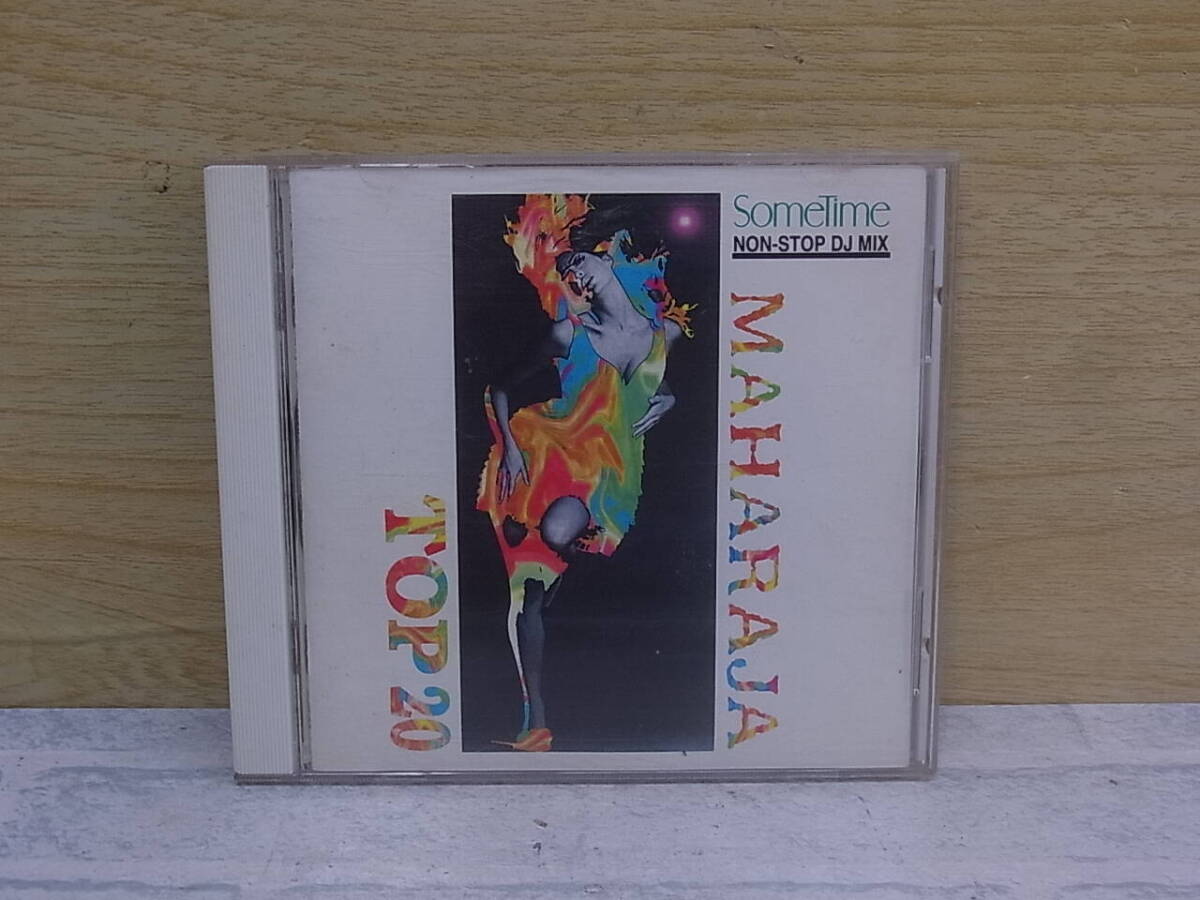 SomeTime
NON-STOP DJ MIX
MAHARAJA
TOP 20